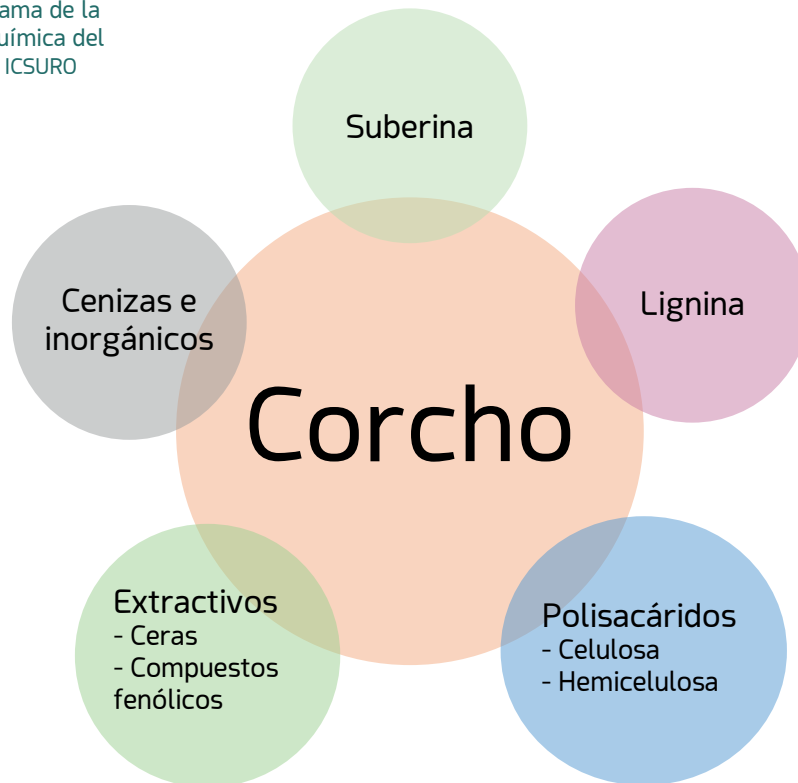 ama de la
uímica del
ICSURO
Suberina
Cenizas e
inorgánicos
Lignina
Corcho
Extractivos
- Ceras
- Compuestos
fenólicos
Polisacáridos
- Celulosa
- Hemicelulosa